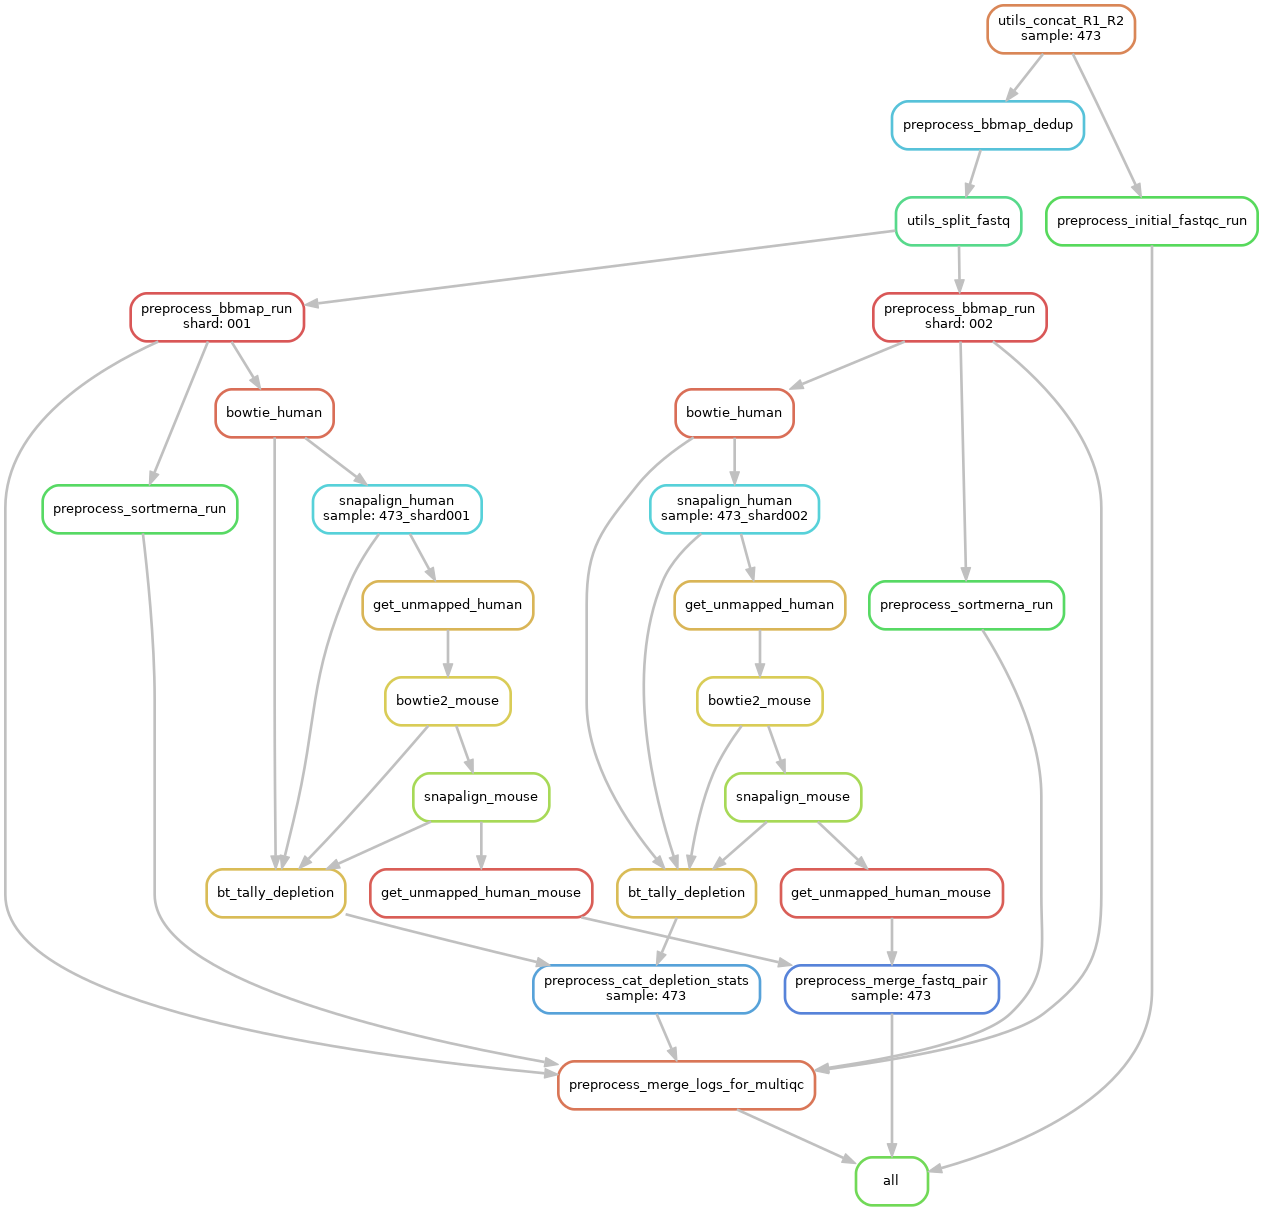 utils_concat_R1_R2
sample: 473
preprocess_bbmap_dedup
utils_split_fastq
preprocess_initial_fastqc_run
preprocess_bbmap_run
shard: 001
preprocess_bbmap_run
shard: 002
bowtie_human
bowtie_human
preprocess_sortmerna_run
snapalign_human
sample: 473_shard001
snapalign_human
sample: 473_shard002
get_unmapped_human
get_unmapped_human
preprocess_sortmerna_run
bowtie2_mouse
bowtie2_mouse
snapalign_mouse
snapalign_mouse
bt_tally_depletion
get_unmapped_human_mouse
bt_tally_depletion
get_unmapped_human_mouse
preprocess_cat_depletion_stats
sample: 473
preprocess_merge_fastq_pair
sample: 473
preprocess_merge_logs_for_multiqc
all